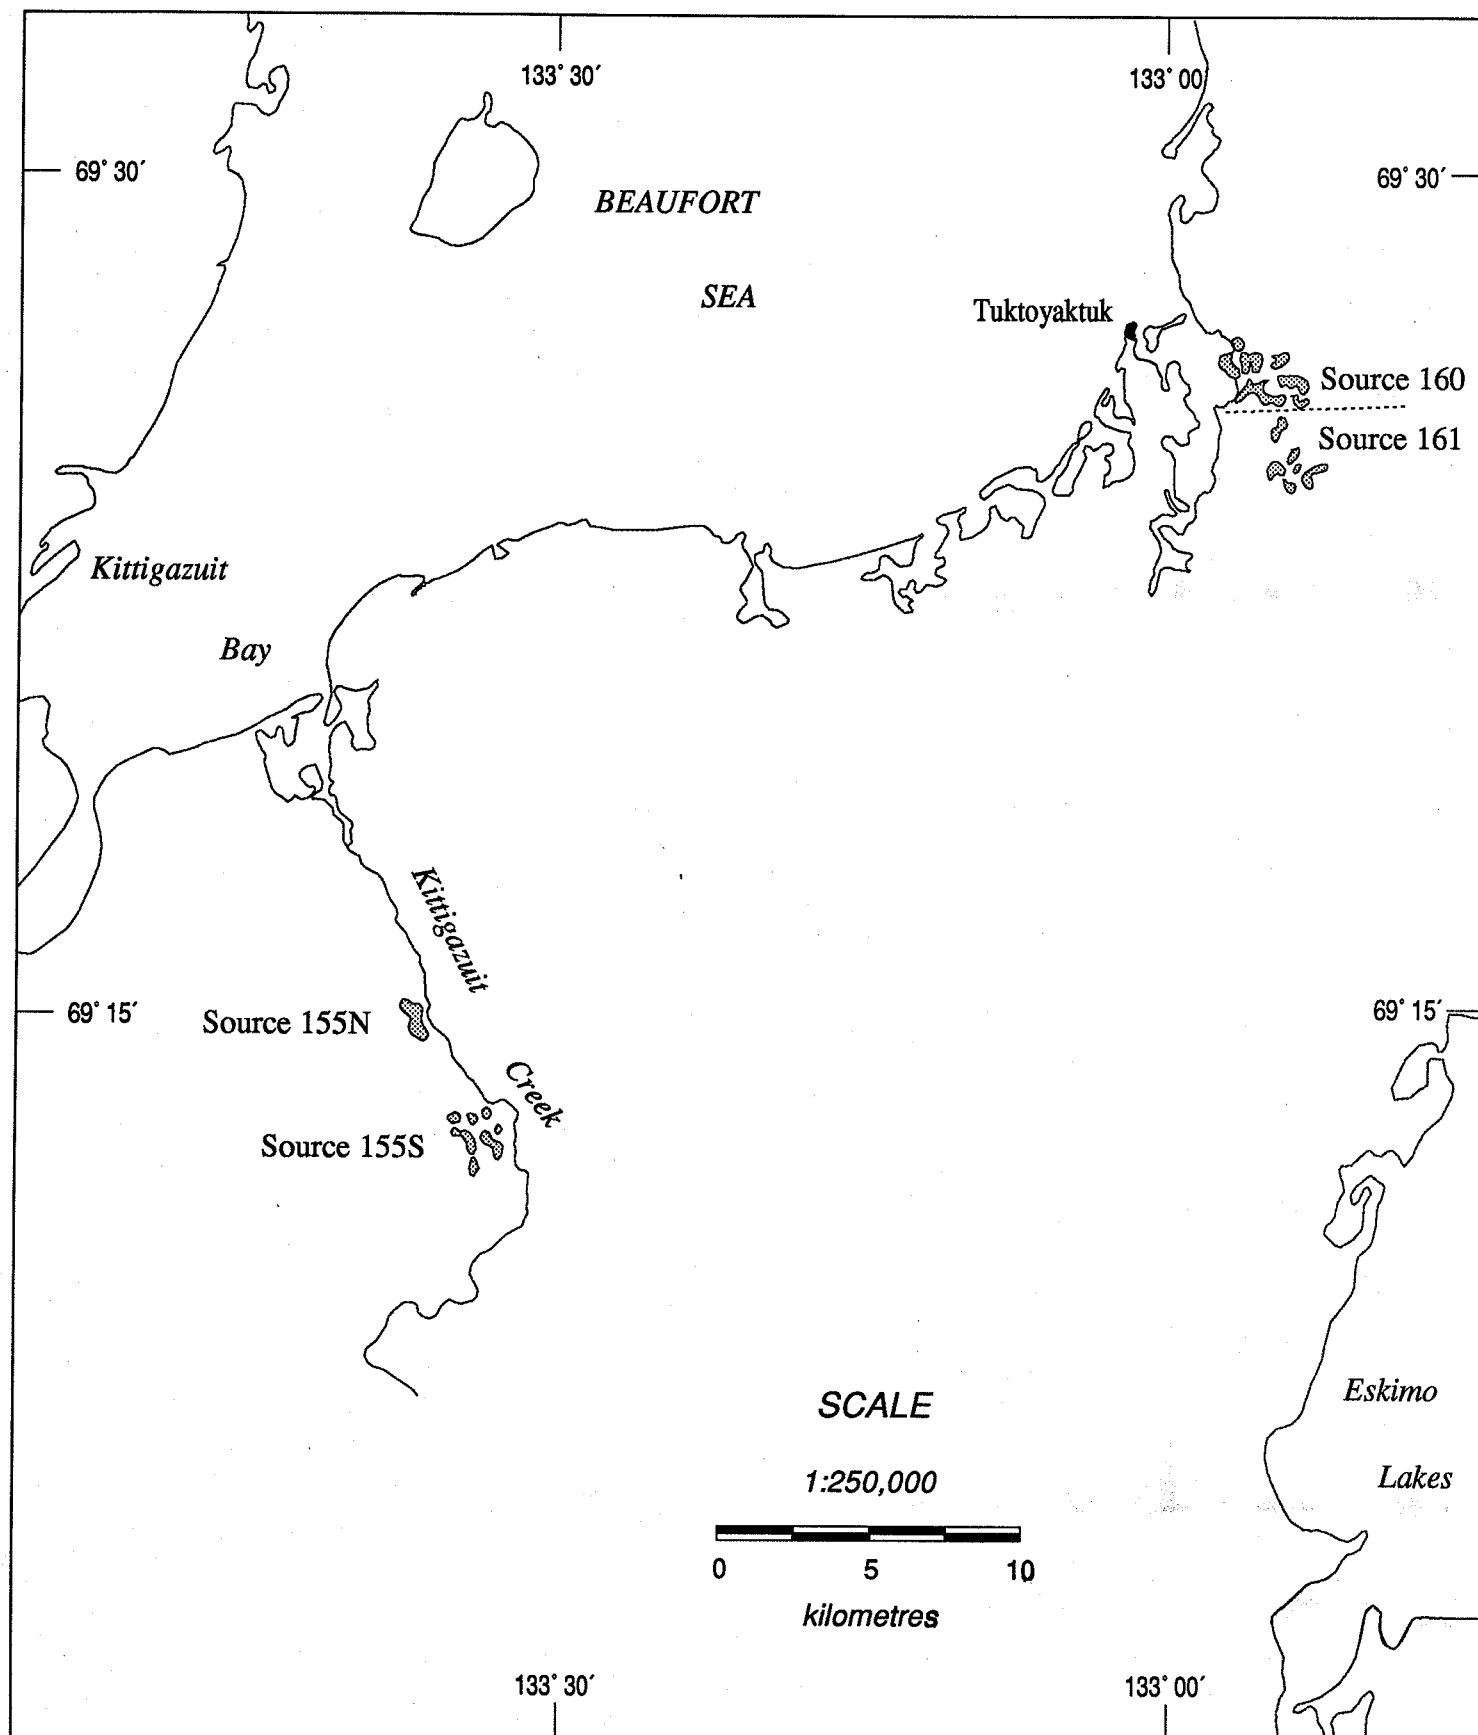 133° 30′
133° 00
69° 30′
69° 30′
BEAUFORT
SEA
Tuktoyaktuk
Source 160
Source 161
Kittigazuit
Bay
Kittigazuit
Creek
69° 15′
69° 15′
Source 155N
Source 155S
SCALE
1:250,000
0 5 10
kilometres
Eskimo
Lakes
133° 30′
133° 00′